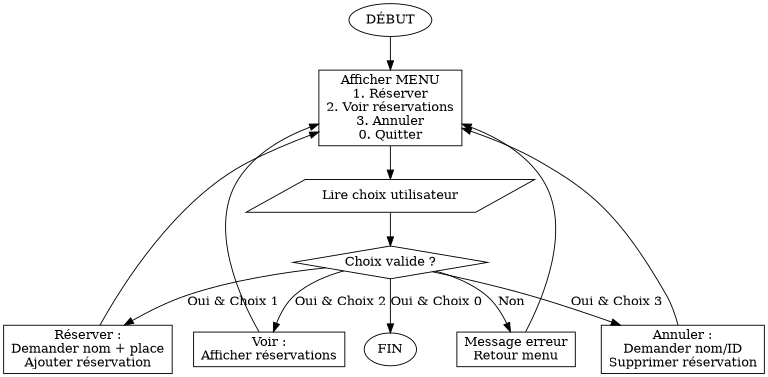 DÉBUT
Afficher MENU
1. Réserver
2. Voir réservations
3. Annuler
0. Quitter
Lire choix utilisateur
Choix valide ?
Oui & Choix 1
Oui & Choix 2
Oui & Choix 0
Non
Oui & Choix 3
Réserver :
Demander nom + place
Ajouter réservation
Voir :
Afficher réservations
FIN
Message erreur
Retour menu
Annuler :
Demander nom/ID
Supprimer réservation